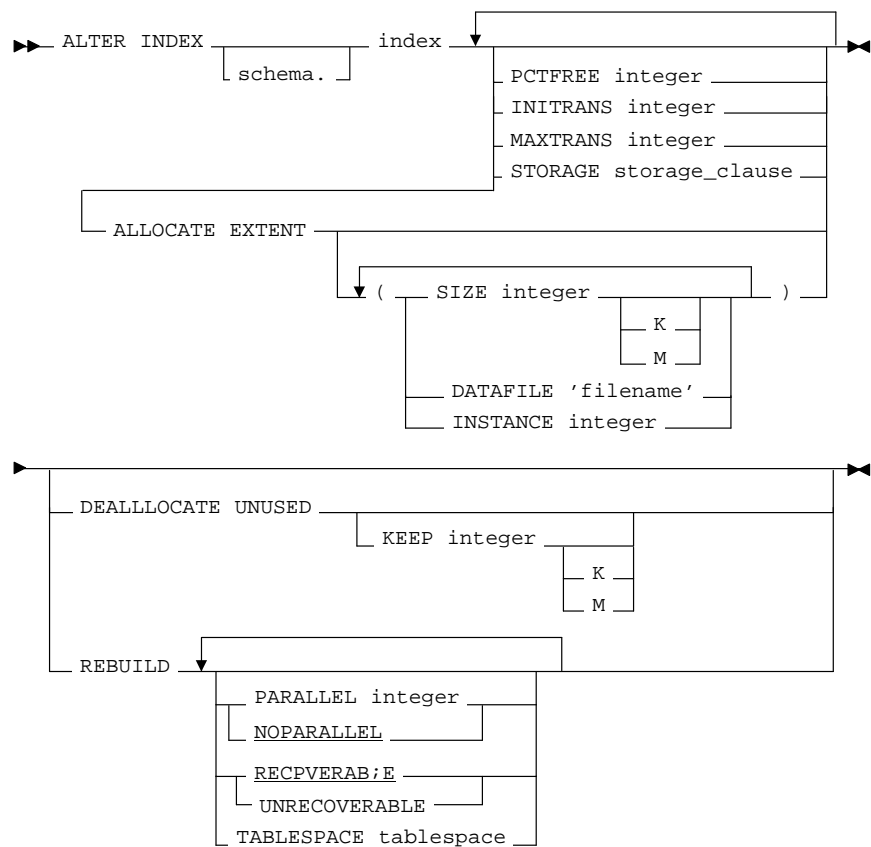 ALTER INDEX
schema.
index
PCTFREE integer
INITRANS integer
MAXTRANS integer
STORAGE storage_clause
ALLOCATE EXTENT
( SIZE integer )
K
M
DATAFILE ’filename’
INSTANCE integer
DEALLLOCATE UNUSED
KEEP integer
K
M
REBUILD
PARALLEL integer
NOPARALLEL
RECPVERAB;E
UNRECOVERABLE
TABLESPACE tablespace